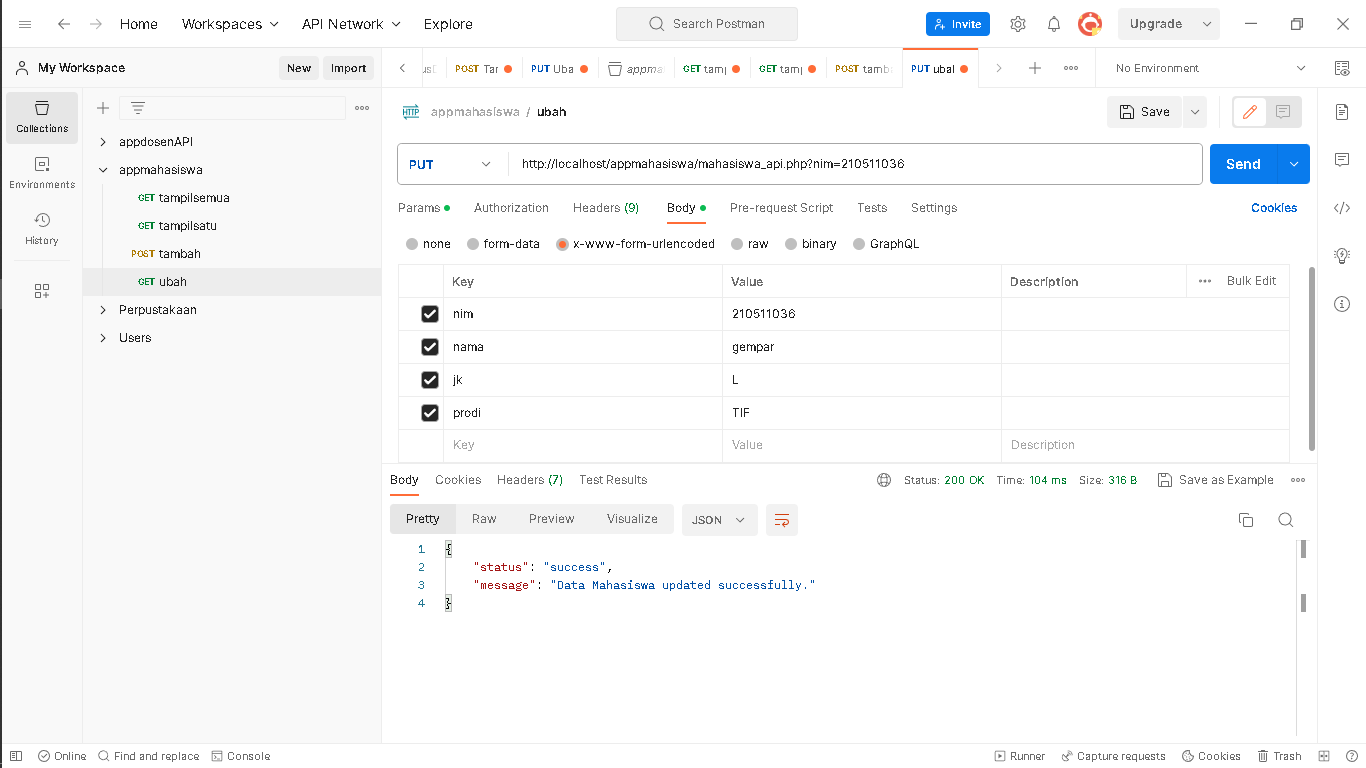 Home Workspaces API Network Explore Search Postman Invite Upgrade
My Workspace New Import
POST Tar PUT Uba appma GET tamp GET tamp POST tamb PUT ubal No Environment
Collections
Environments
History
appdosenAPI
appmahasiswa
GET tampilsemua
GET tampilsatu
POST tambah
GET ubah
Perpustakaan
Users
HTTP appmahasiswa / ubah Save
PUT http://localhost/appmahasiswa/mahasiswa_api.php?nim=210511036 Send
Params Authorization Headers (9) Body Pre-request Script Tests Settings Cookies
none form-data x-www-form-urlencoded raw binary GraphQL
Key Value Description Bulk Edit
nim 210511036
nama gempar
jk L
prodi TIF
Key Value Description
Body Cookies Headers (7) Test Results Status: 200 OK Time: 104 ms Size: 316 B Save as Example
Pretty Raw Preview Visualize JSON
1 {
2 "status": "success",
3 "message": "Data Mahasiswa updated successfully."
4 }
Online Find and replace Console Runner Capture requests Cookies Trash